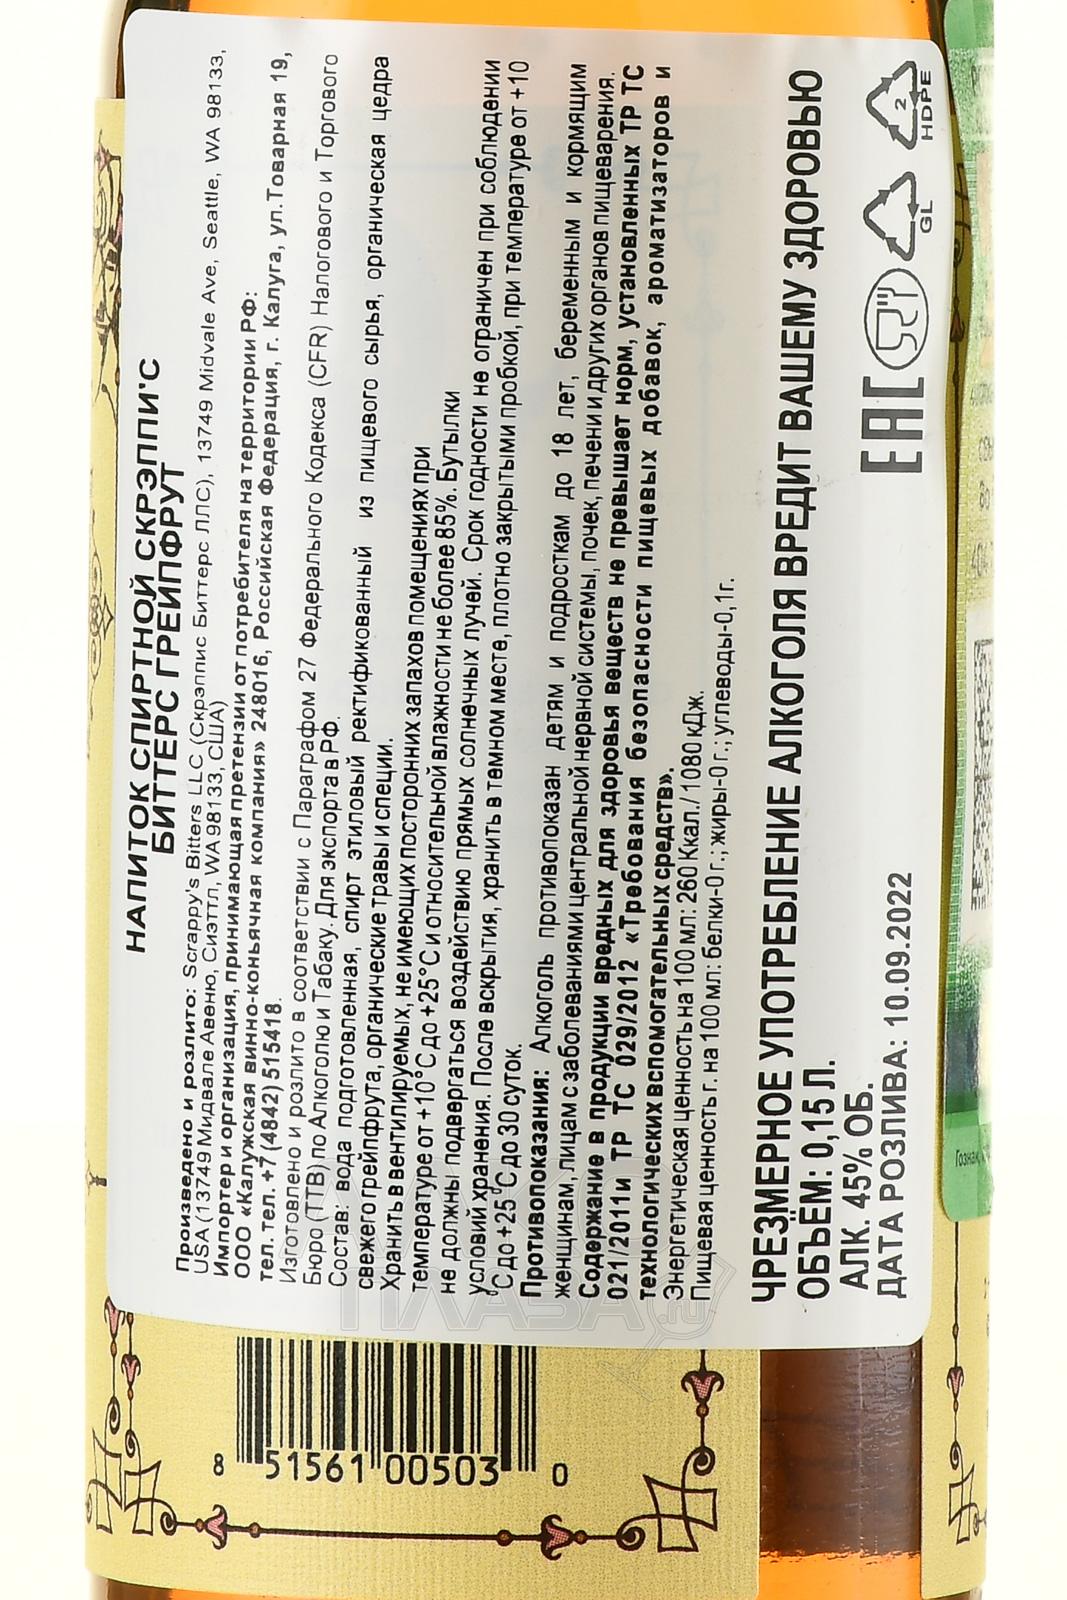 НАПИТОК СПИРТНОЙ СКРЭППИ'С
БИТТЕРС ГРЕЙПФРУТ
Произведено и розлито: Scrappy's Bitters LLC (Скрэппис Биттерс ЛЛС), 13749 Midvale Ave, Seattle, WA 98133,
USA (13749 Мидвале Авеню, Сиэттл, WA 98133, США)
Импортер и организация, принимающая претензии от потребителя на территории РФ:
ООО «Калужская винно-коньячная компания» 248016, Российская Федерация, г. Калуга, ул.Товарная 19,
тел. тел. +7(4842) 515418.
Изготовлено и розлито в соответствии с Параграфом 27 Федерального Кодекса (CFR) Налогового и Торгового
Бюро (ТТВ) по Алкоголю и Табаку. Для экспорта в РФ.
Состав: вода подготовленная, спирт этиловый ректификованный из пищевого сырья, органическая цедра
свежего грейпфрута, органические травы и специи.
Хранить в вентилируемых, не имеющих посторонних запахов помещениях при
температуре от +10°С до +25°С и относительной влажности не более 85%. Бутылки
не должны подвергаться воздействию прямых солнечных лучей. Срок годности не ограничен при соблюдении
условий хранения. После вскрытия, хранить в темном месте, плотно закрытыми пробкой, при температуре от +10
°С до +25°С до 30 суток.
Противопоказания: Алкоголь противопоказан детям и подросткам до 18 лет, беременным и кормящим
женщинам, лицам с заболеваниями центральной нервной системы, почек, печени и других органов пищеварения.
Содержание в продукции вредных для здоровья веществ не превышает норм, установленных ТР ТС
021/2011и ТР ТС 029/2012 «Требования безопасности пищевых добавок, ароматизаторов и
технологических вспомогательных средств».
Энергетическая ценность на 100 мл: 260 Ккал./1080 кДж.
Пищевая ценность г. на 100 мл: белки-0 г.; жиры-0 г.; углеводы-0,1г.
ЧРЕЗМЕРНОЕ УПОТРЕБЛЕНИЕ АЛКОГОЛЯ ВРЕДИТ ВАШЕМУ ЗДОРОВЬЮ
ОБЪЁМ: 0,15 Л.
АЛК. 45% ОБ.
ДАТА РОЗЛИВА: 10.09.2022
EAC
GL
2
HDPE
8 51561 00503 0
АЛКО
ПЛАЗА.ru
Гознак,